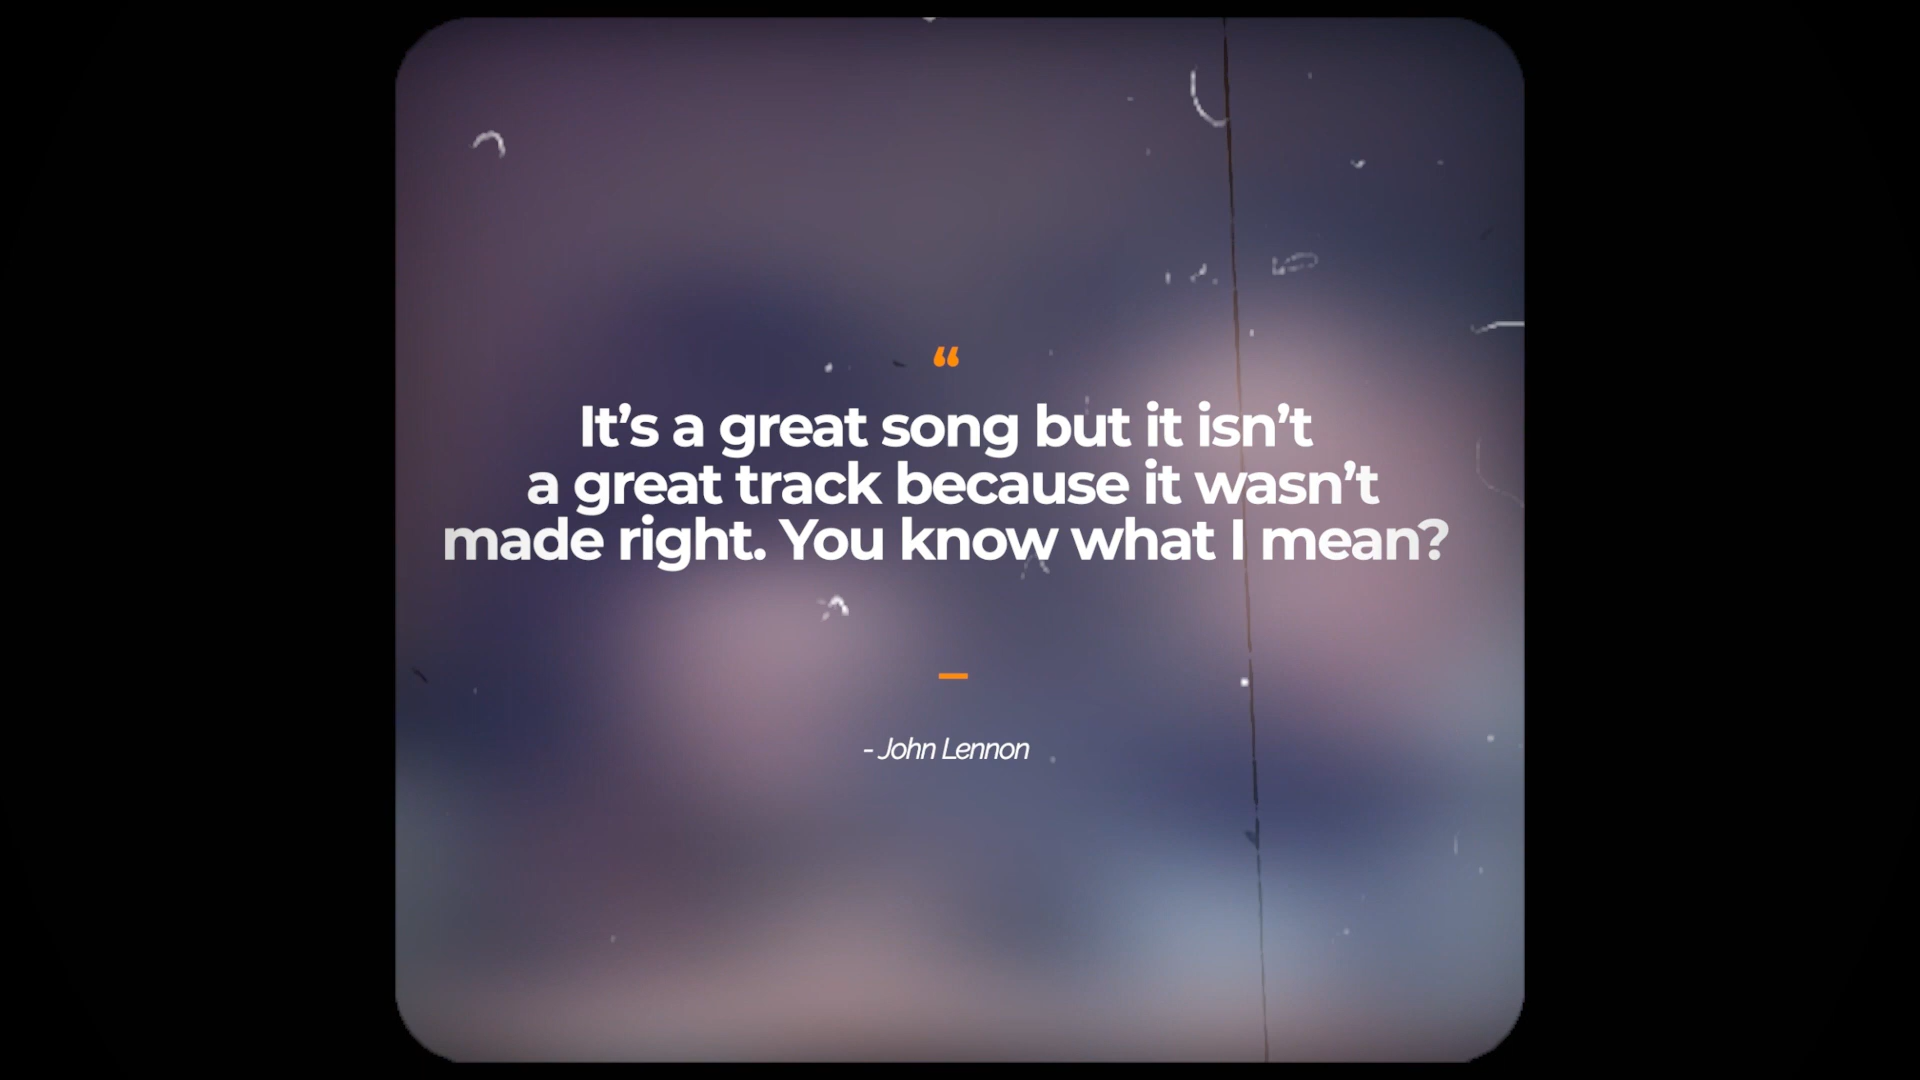 “
It’s a great song but it isn’t
a great track because it wasn’t
made right. You know what I mean?
- John Lennon